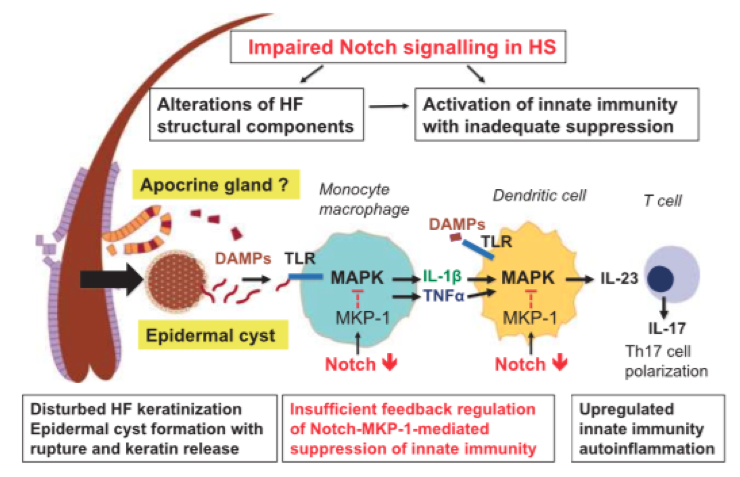 Impaired Notch signalling in HS
Alterations of HF
structural components
Activation of innate immunity
with inadequate suppression
Apocrine gland ?
Monocyte
macrophage
Dendritic cell
T cell
DAMPs
TLR
DAMPs
TLR
MAPK
IL-1β
TNFα
MAPK
IL-23
MKP-1
MKP-1
IL-17
Epidermal cyst
Notch
Notch
Th17 cell
polarization
Disturbed HF keratinization
Epidermal cyst formation with
rupture and keratin release
Insufficient feedback regulation
of Notch-MKP-1-mediated
suppression of innate immunity
Upregulated
innate immunity
autoinflammation